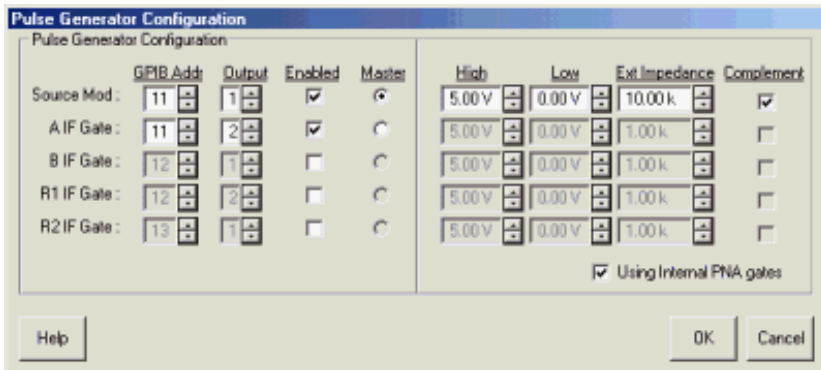 Pulse Generator Configuration
Pulse Generator Configuration
GPIB Addr Output Enabled Master High Low Ext Impedance Complement
Source Mod : 11 1 5.00 V 0.00 V 10.00 k
A IF Gate : 11 2 5.00 V 0.00 V 1.00 k
B IF Gate : 12 1 5.00 V 0.00 V 1.00 k
R1 IF Gate : 12 2 5.00 V 0.00 V 1.00 k
R2 IF Gate : 13 1 5.00 V 0.00 V 1.00 k
Using Internal PNA gates
Help OK Cancel